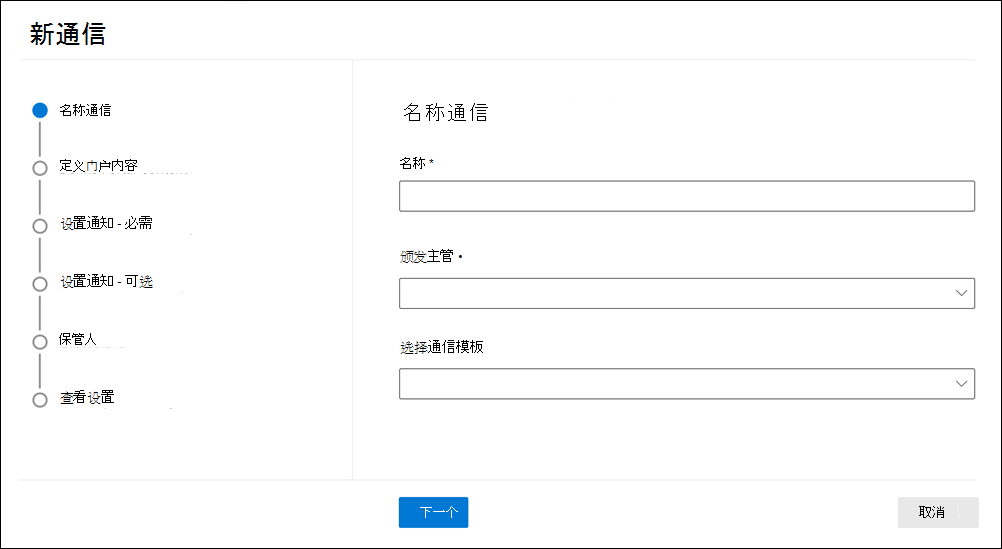 新通信
名称通信
定义门户内容
设置通知 - 必需
设置通知 - 可选
保管人
查看设置
名称通信
名称 *
颁发主管 •
选择通信模板
下一个
取消